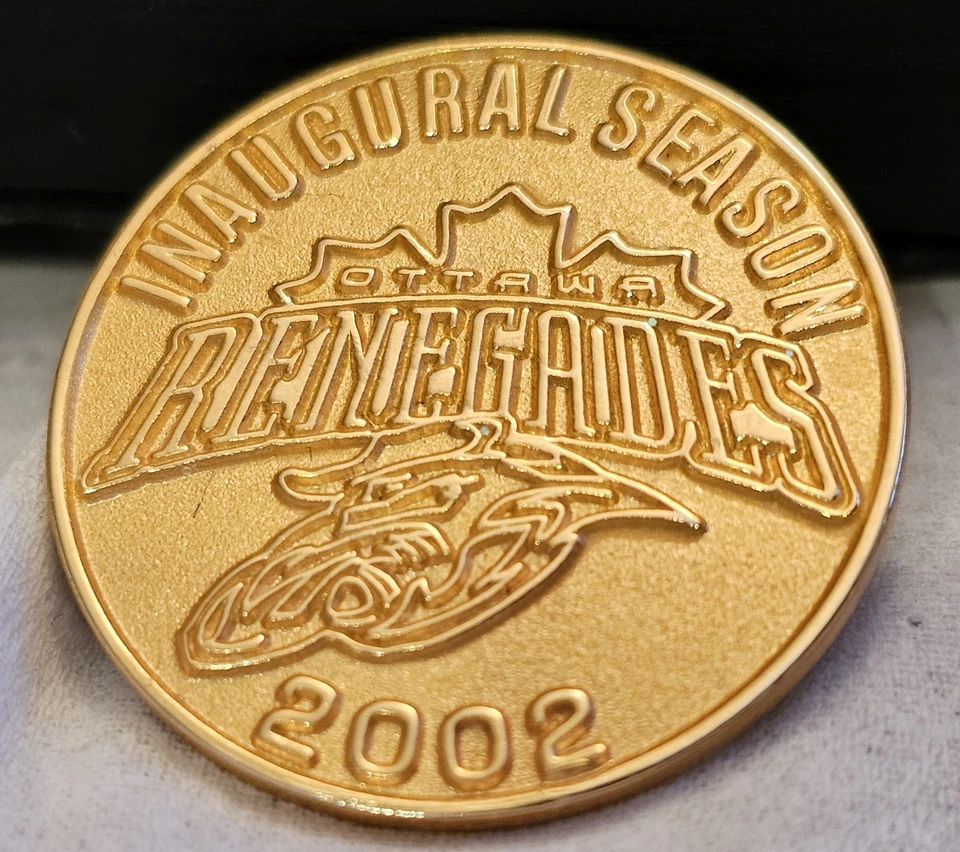 INAUGURAL SEASON
OTTAWA
RENEGADES
2002